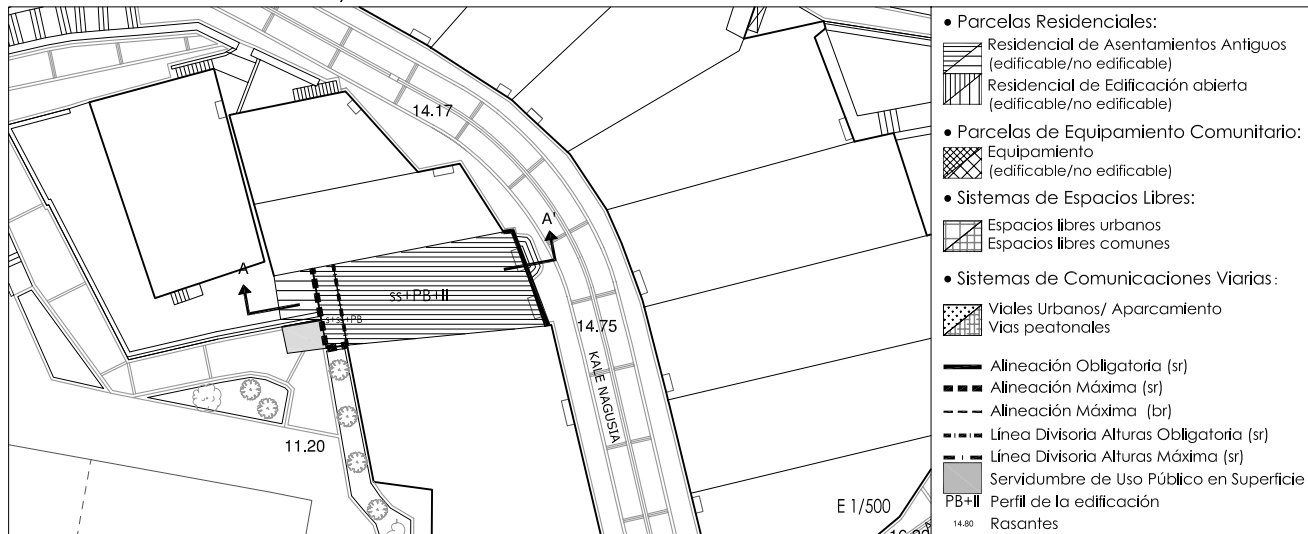 14.17
A'
A
ss+PB+II
14.75
KALE NAGUSIA
11.20
E 1/500
• Parcelas Residenciales:
Residencial de Asentamientos Antiguos
(edificable/no edificable)
Residencial de Edificación abierta
(edificable/no edificable)
• Parcelas de Equipamiento Comunitario:
Equipamiento
(edificable/no edificable)
• Sistemas de Espacios Libres:
Espacios libres urbanos
Espacios libres comunes
• Sistemas de Comunicaciones Viarias:
Viales Urbanos/ Aparcamiento
Vias peatonales
Alineación Obligatoria (sr)
Alineación Máxima (sr)
Alineación Máxima (br)
Línea Divisoria Alturas Obligatoria (sr)
Línea Divisoria Alturas Máxima (sr)
Servidumbre de Uso Público en Superficie
PB+II Perfil de la edificación
14.80 Rasantes